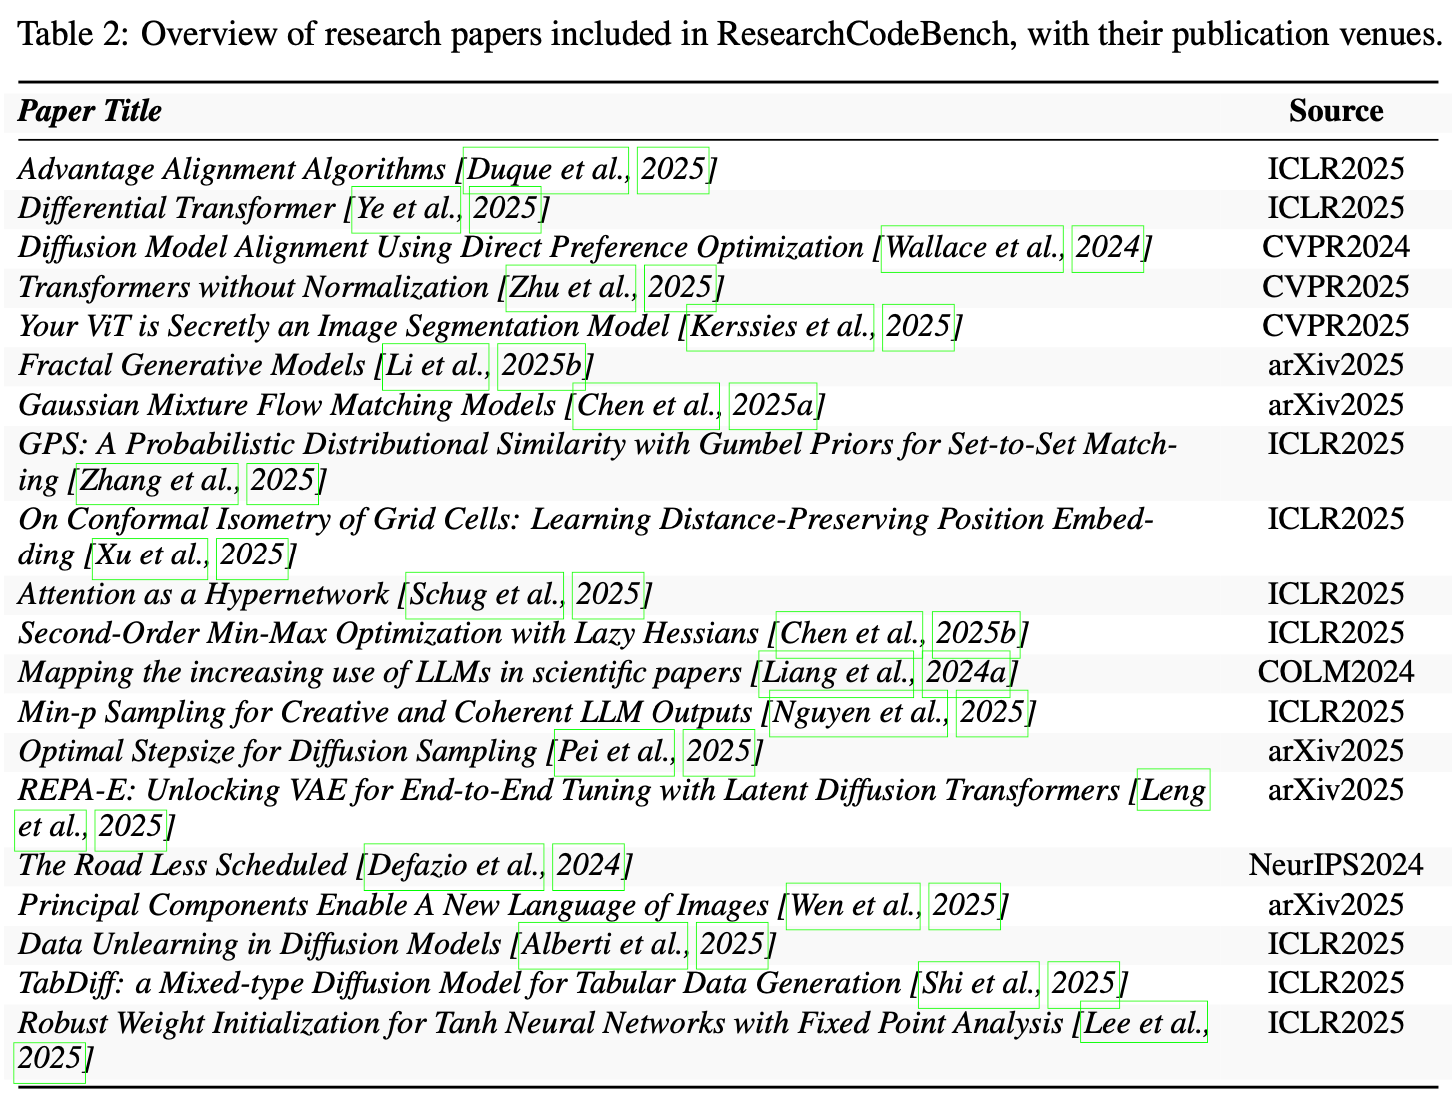 Table 2: Overview of research papers included in ResearchCodeBench, with their publication venues.
Paper Title Source
Advantage Alignment Algorithms [Duque et al., 2025] ICLR2025
Differential Transformer [Ye et al., 2025] ICLR2025
Diffusion Model Alignment Using Direct Preference Optimization [Wallace et al., 2024] CVPR2024
Transformers without Normalization [Zhu et al., 2025] CVPR2025
Your ViT is Secretly an Image Segmentation Model [Kerssies et al., 2025] CVPR2025
Fractal Generative Models [Li et al., 2025b] arXiv2025
Gaussian Mixture Flow Matching Models [Chen et al., 2025a] arXiv2025
GPS: A Probabilistic Distributional Similarity with Gumbel Priors for Set-to-Set Match- ICLR2025
ing [Zhang et al., 2025]
On Conformal Isometry of Grid Cells: Learning Distance-Preserving Position Embed- ICLR2025
ding [Xu et al., 2025]
Attention as a Hypernetwork [Schug et al., 2025] ICLR2025
Second-Order Min-Max Optimization with Lazy Hessians [Chen et al., 2025b] ICLR2025
Mapping the increasing use of LLMs in scientific papers [Liang et al., 2024a] COLM2024
Min-p Sampling for Creative and Coherent LLM Outputs [Nguyen et al., 2025] ICLR2025
Optimal Stepsize for Diffusion Sampling [Pei et al., 2025] arXiv2025
REPA-E: Unlocking VAE for End-to-End Tuning with Latent Diffusion Transformers [Leng arXiv2025
et al., 2025]
The Road Less Scheduled [Defazio et al., 2024] NeurIPS2024
Principal Components Enable A New Language of Images [Wen et al., 2025] arXiv2025
Data Unlearning in Diffusion Models [Alberti et al., 2025] ICLR2025
TabDiff: a Mixed-type Diffusion Model for Tabular Data Generation [Shi et al., 2025] ICLR2025
Robust Weight Initialization for Tanh Neural Networks with Fixed Point Analysis [Lee et al., ICLR2025
2025]